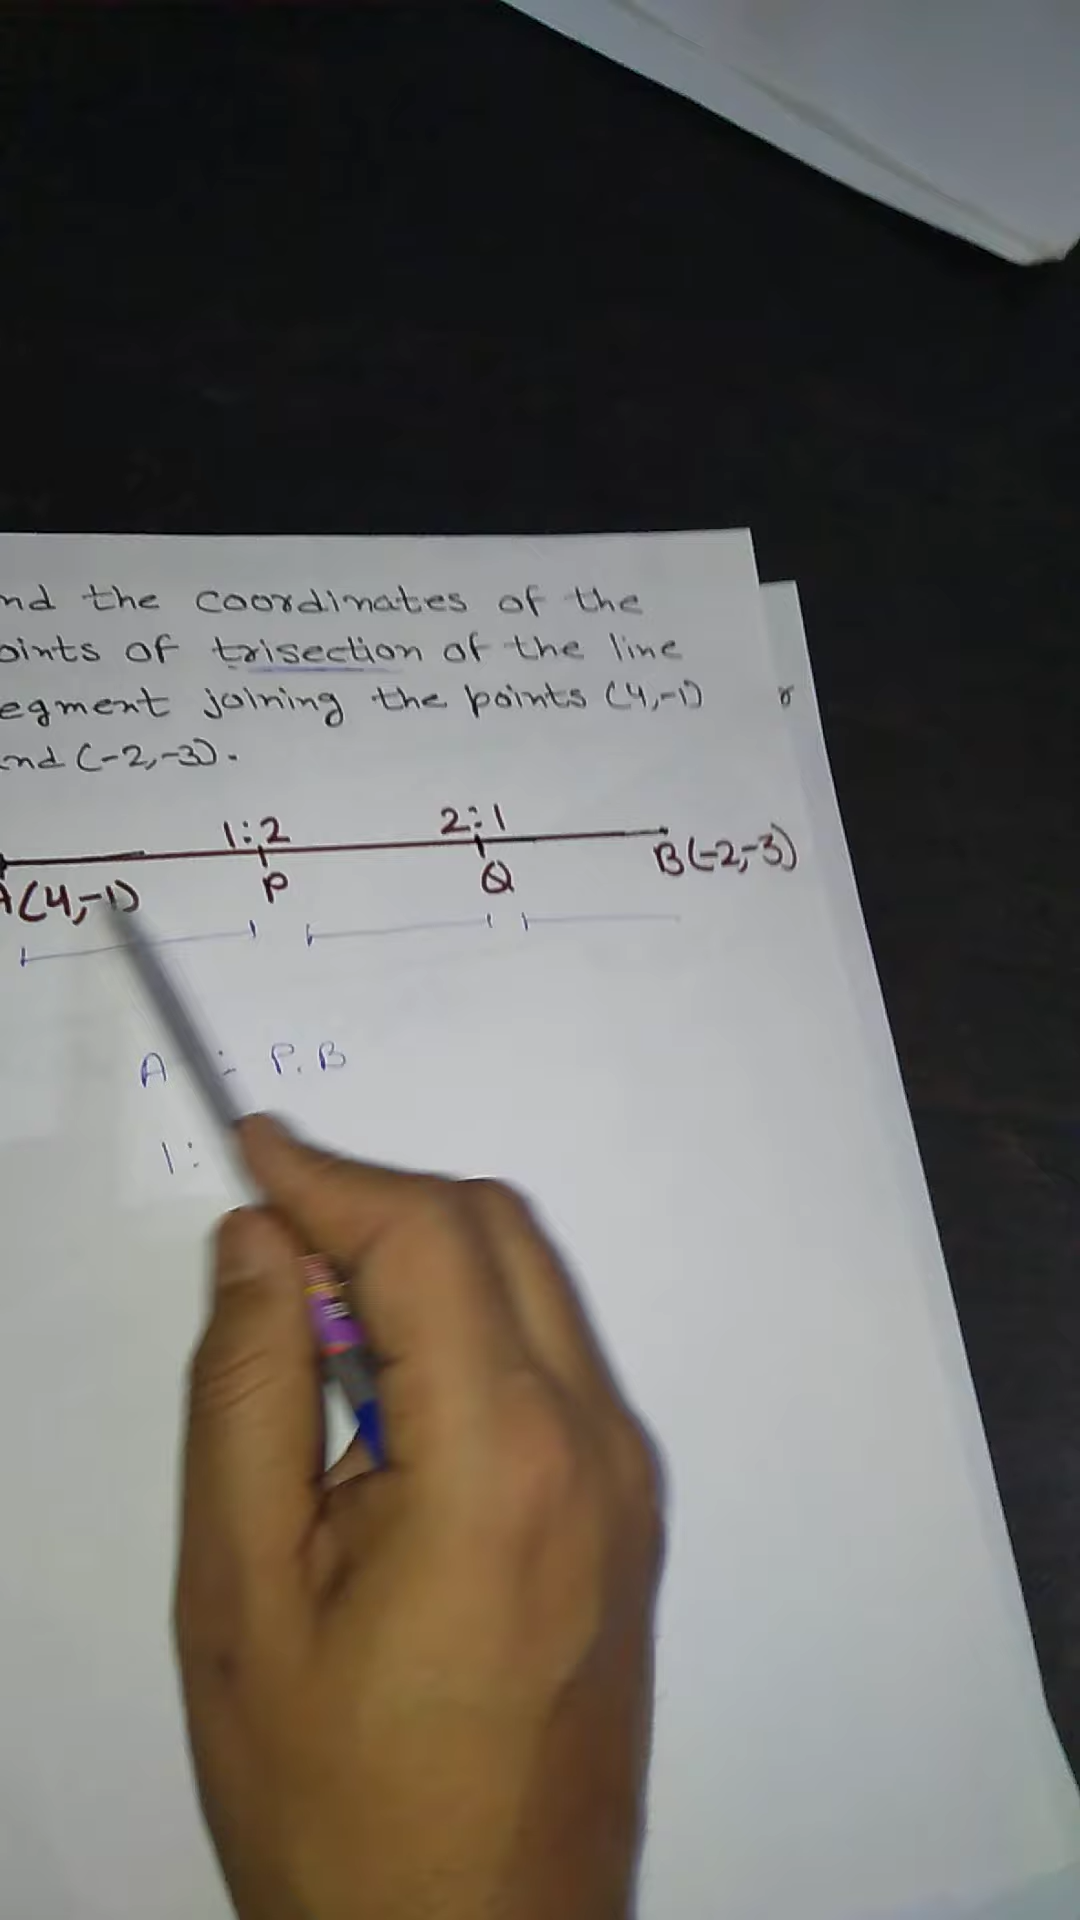 nd the coordinates of the
oints of trisection of the line
egment joining the points (4,-1)
and (-2,-3).
1:2 2:1
A(4,-1) P Q B(-2,-3)
A : P.B
1: